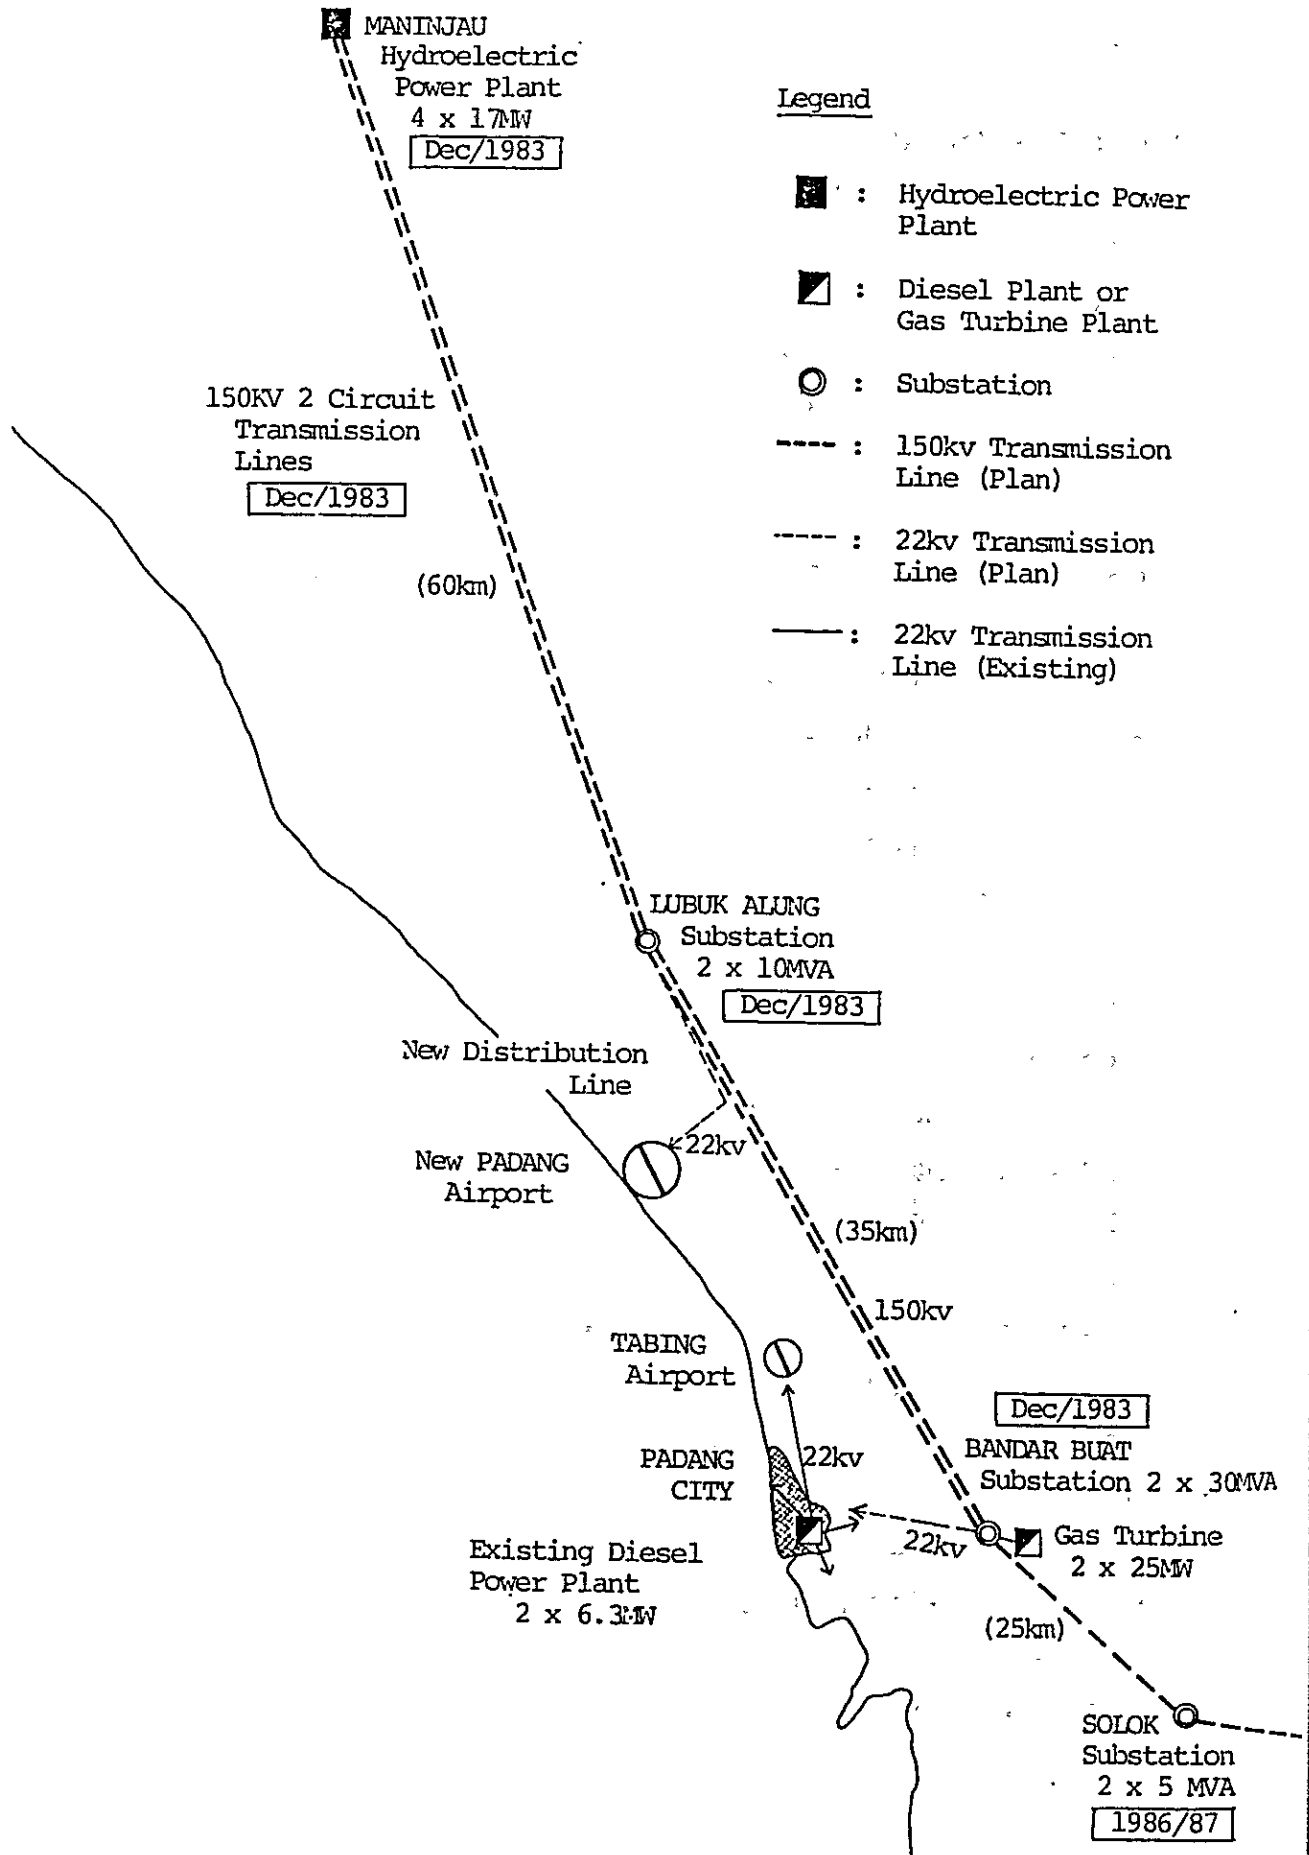 MANINJAU
Hydroelectric
Power Plant
4 x 17MW
Dec/1983
Legend
: Hydroelectric Power
Plant
: Diesel Plant or
Gas Turbine Plant
: Substation
: 150kv Transmission
Line (Plan)
: 22kv Transmission
Line (Plan)
: 22kv Transmission
Line (Existing)
150KV 2 Circuit
Transmission
Lines
Dec/1983
(60km)
LUBUK ALUNG
Substation
2 x 10MVA
Dec/1983
New Distribution
Line
22kv
New PADANG
Airport
(35km)
150kv
TABING
Airport
Dec/1983
BANDAR BUAT
Substation 2 x 30MVA
PADANG
CITY
22kv
22kv
Gas Turbine
2 x 25MW
Existing Diesel
Power Plant
2 x 6.3MW
(25km)
SOLOK
Substation
2 x 5 MVA
1986/87